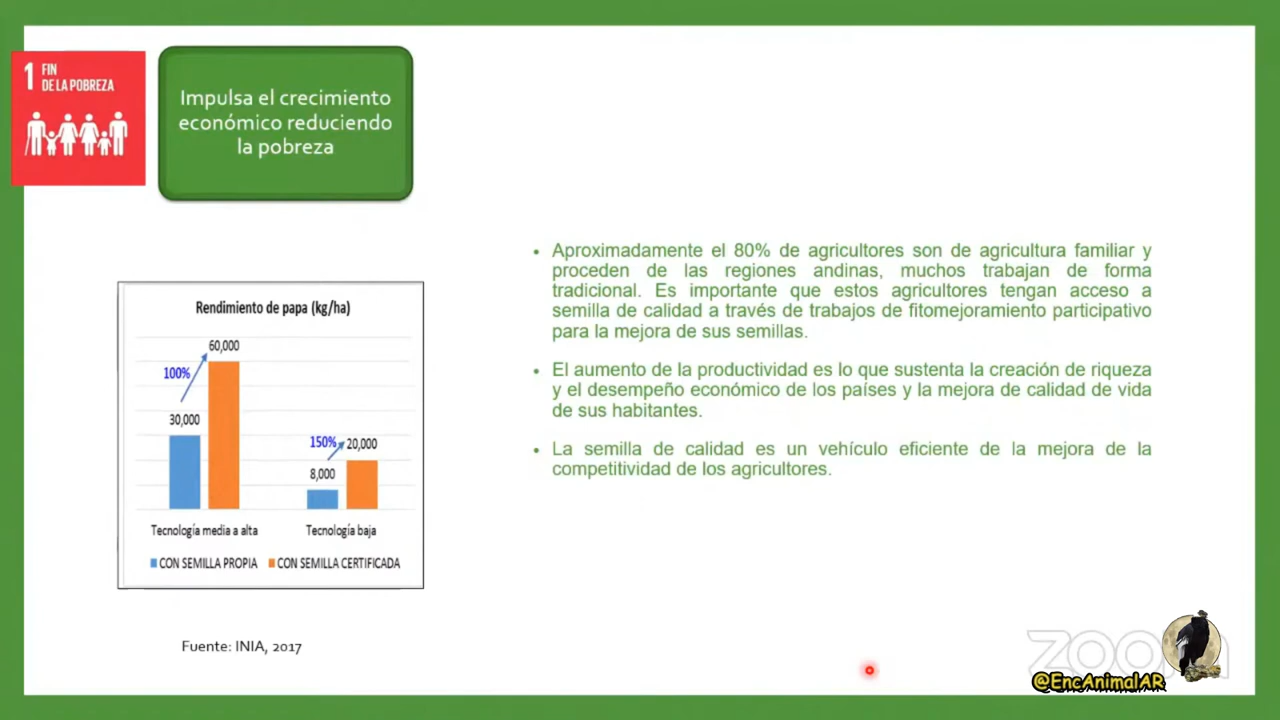 1 FIN
DE LA POBREZA
Impulsa el crecimiento
económico reduciendo
la pobreza
Rendimiento de papa (kg/ha)
60,000
100%
30,000
150%
20,000
8,000
Tecnología media a alta
Tecnología baja
CON SEMILLA PROPIA
CON SEMILLA CERTIFICADA
Fuente: INIA, 2017
• Aproximadamente el 80% de agricultores son de agricultura familiar y
proceden de las regiones andinas, muchos trabajan de forma
tradicional. Es importante que estos agricultores tengan acceso a
semilla de calidad a través de trabajos de fitomejoramiento participativo
para la mejora de sus semillas.
• El aumento de la productividad es lo que sustenta la creación de riqueza
y el desempeño económico de los países y la mejora de calidad de vida
de sus habitantes.
• La semilla de calidad es un vehículo eficiente de la mejora de la
competitividad de los agricultores.
@EncAnimalAR